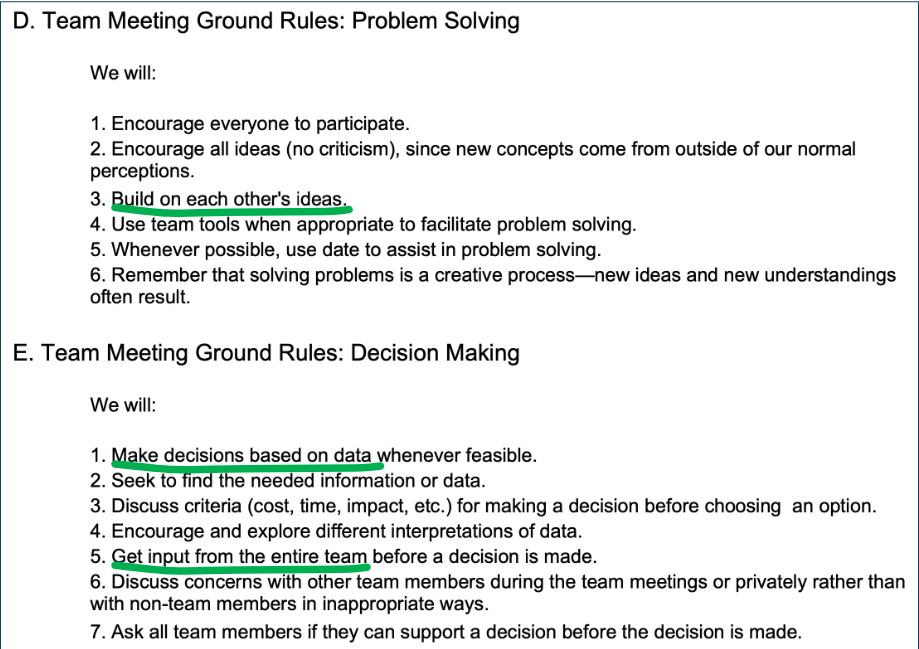 D. Team Meeting Ground Rules: Problem Solving
We will:
1. Encourage everyone to participate.
2. Encourage all ideas (no criticism), since new concepts come from outside of our normal
perceptions.
3. Build on each other's ideas.
4. Use team tools when appropriate to facilitate problem solving.
5. Whenever possible, use date to assist in problem solving.
6. Remember that solving problems is a creative process—new ideas and new understandings
often result.
E. Team Meeting Ground Rules: Decision Making
We will:
1. Make decisions based on data whenever feasible.
2. Seek to find the needed information or data.
3. Discuss criteria (cost, time, impact, etc.) for making a decision before choosing  an option.
4. Encourage and explore different interpretations of data.
5. Get input from the entire team before a decision is made.
6. Discuss concerns with other team members during the team meetings or privately rather than
with non-team members in inappropriate ways.
7. Ask all team members if they can support a decision before the decision is made.